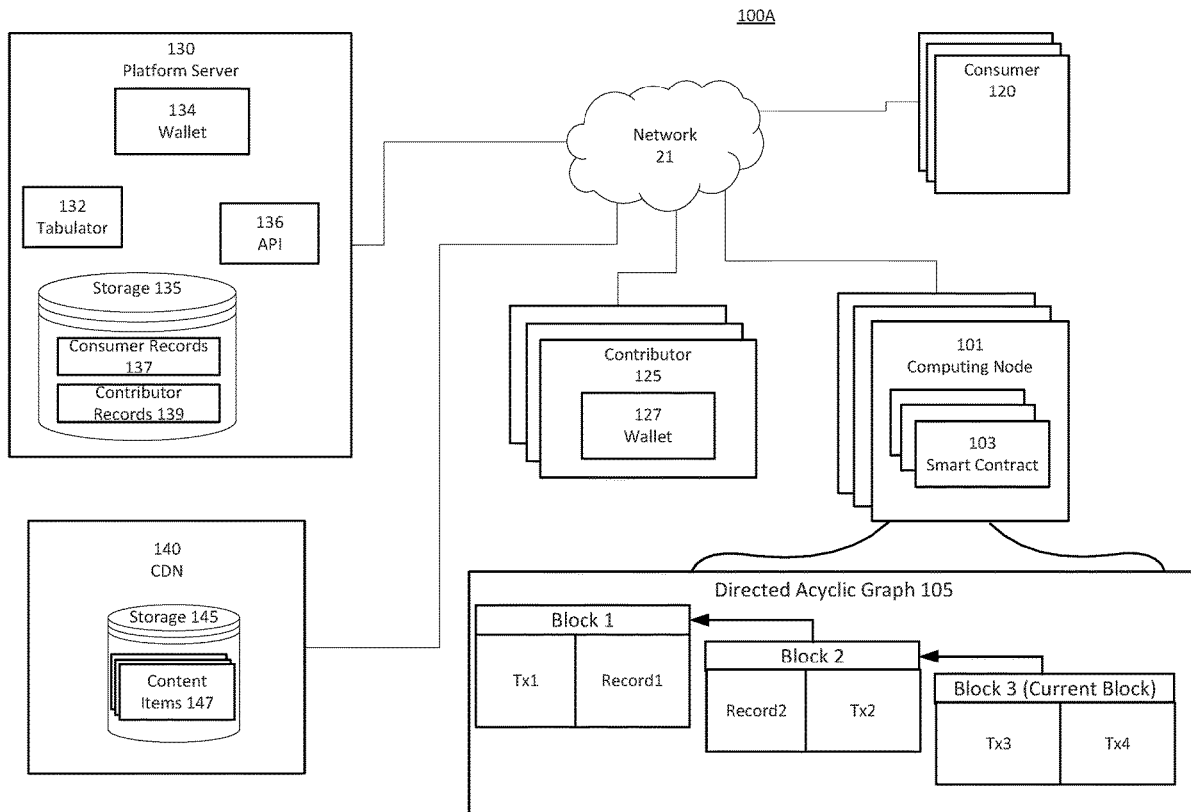 100A
130
Platform Server
134
Wallet
132
Tabulator
136
API
Storage 135
Consumer Records
137
Contributor
Records 139
Network
21
Consumer
120
Contributor
125
127
Wallet
101
Computing Node
103
Smart Contract
140
CDN
Storage 145
Content
Items 147
Directed Acyclic Graph 105
Block 1
Tx1
Record1
Block 2
Record2
Tx2
Block 3 (Current Block)
Tx3
Tx4